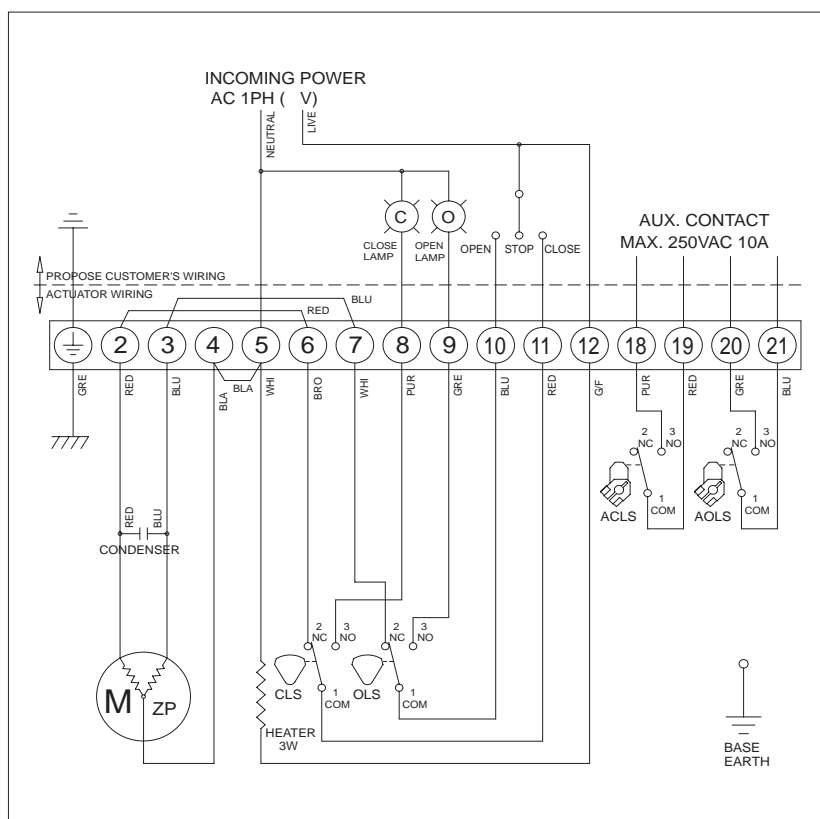 INCOMING POWER
AC 1PH ( V)
NEUTRAL
LIVE
C
O
CLOSE
LAMP
OPEN
LAMP
OPEN
STOP
CLOSE
AUX. CONTACT
MAX. 250VAC 10A
PROPOSE CUSTOMER'S WIRING
ACTUATOR WIRING
BLU
RED
2
3
4
5
6
7
8
9
10
11
12
18
19
20
21
GRE
RED
BLU
BLA
BLA
WHI
BRO
WHI
PUR
GRE
BLU
RED
G/F
PUR
RED
GRE
BLU
2
NC
3
NO
1
COM
ACLS
2
NC
3
NO
1
COM
AOLS
RED
BLU
CONDENSER
M
ZP
HEATER
3W
2
NC
3
NO
1
COM
CLS
2
NC
3
NO
1
COM
OLS
BASE
EARTH